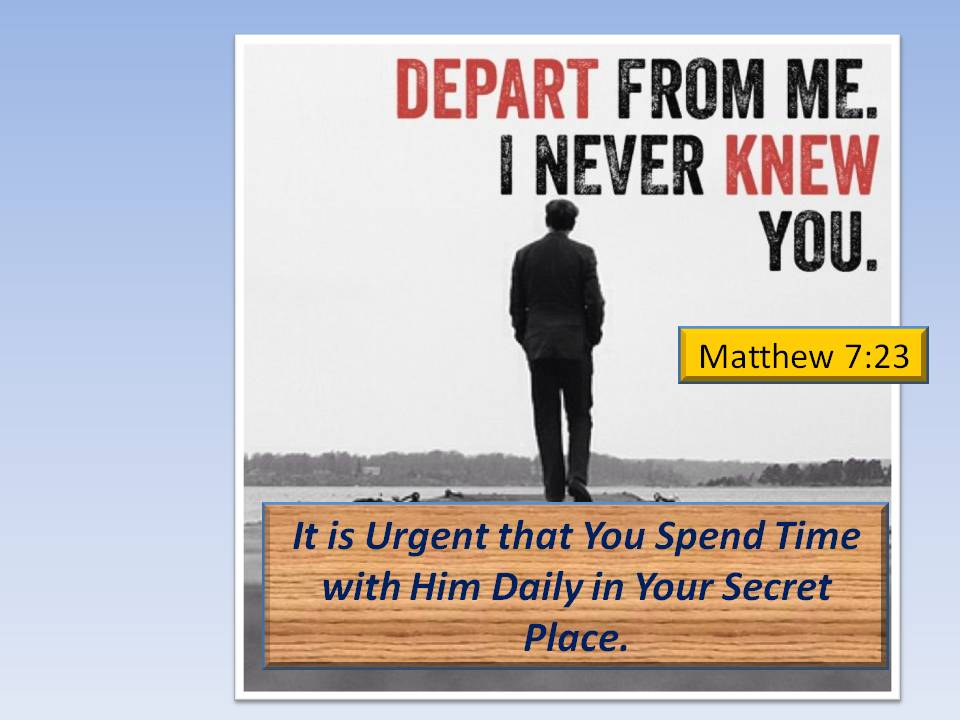 DEPART FROM ME.
I NEVER KNEW
YOU.
Matthew 7:23
It is Urgent that You Spend Time
with Him Daily in Your Secret
Place.